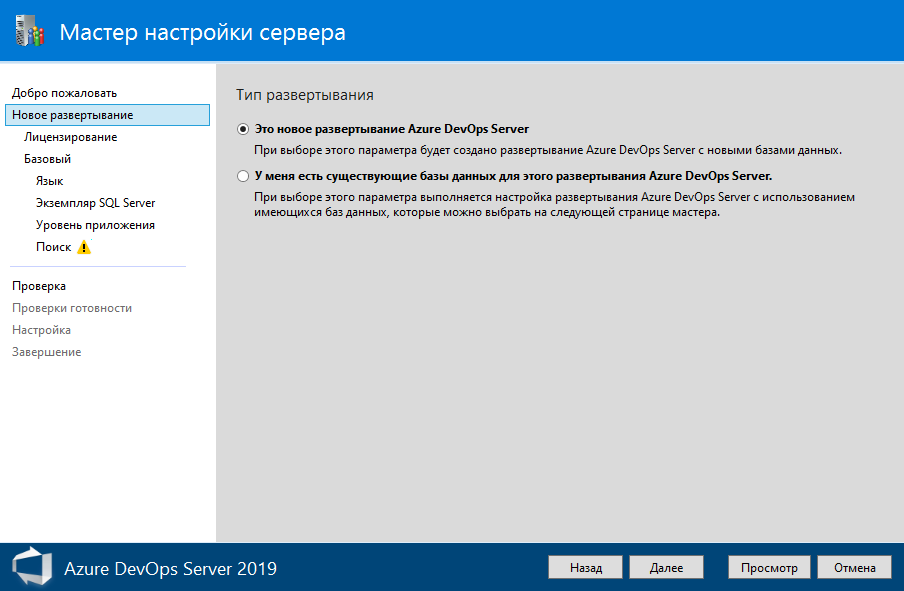 Мастер настройки сервера
Добро пожаловать
Новое развертывание
Лицензирование
Базовый
Язык
Экземпляр SQL Server
Уровень приложения
Поиск
Проверка
Проверки готовности
Настройка
Завершение
Тип развертывания
Это новое развертывание Azure DevOps Server
При выборе этого параметра будет создано развертывание Azure DevOps Server с новыми базами данных.
У меня есть существующие базы данных для этого развертывания Azure DevOps Server.
При выборе этого параметра выполняется настройка развертывания Azure DevOps Server с использованием
имеющихся баз данных, которые можно выбрать на следующей странице мастера.
Azure DevOps Server 2019
Назад
Далее
Просмотр
Отмена